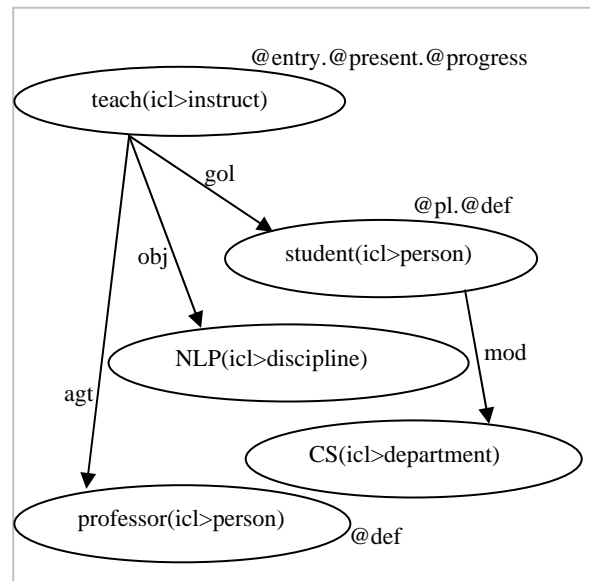 @entry.@present.@progress
teach(icl>instruct)
gol
@pl.@def
student(icl>person)
obj
NLP(icl>discipline)
mod
agt
CS(icl>department)
professor(icl>person)
@def